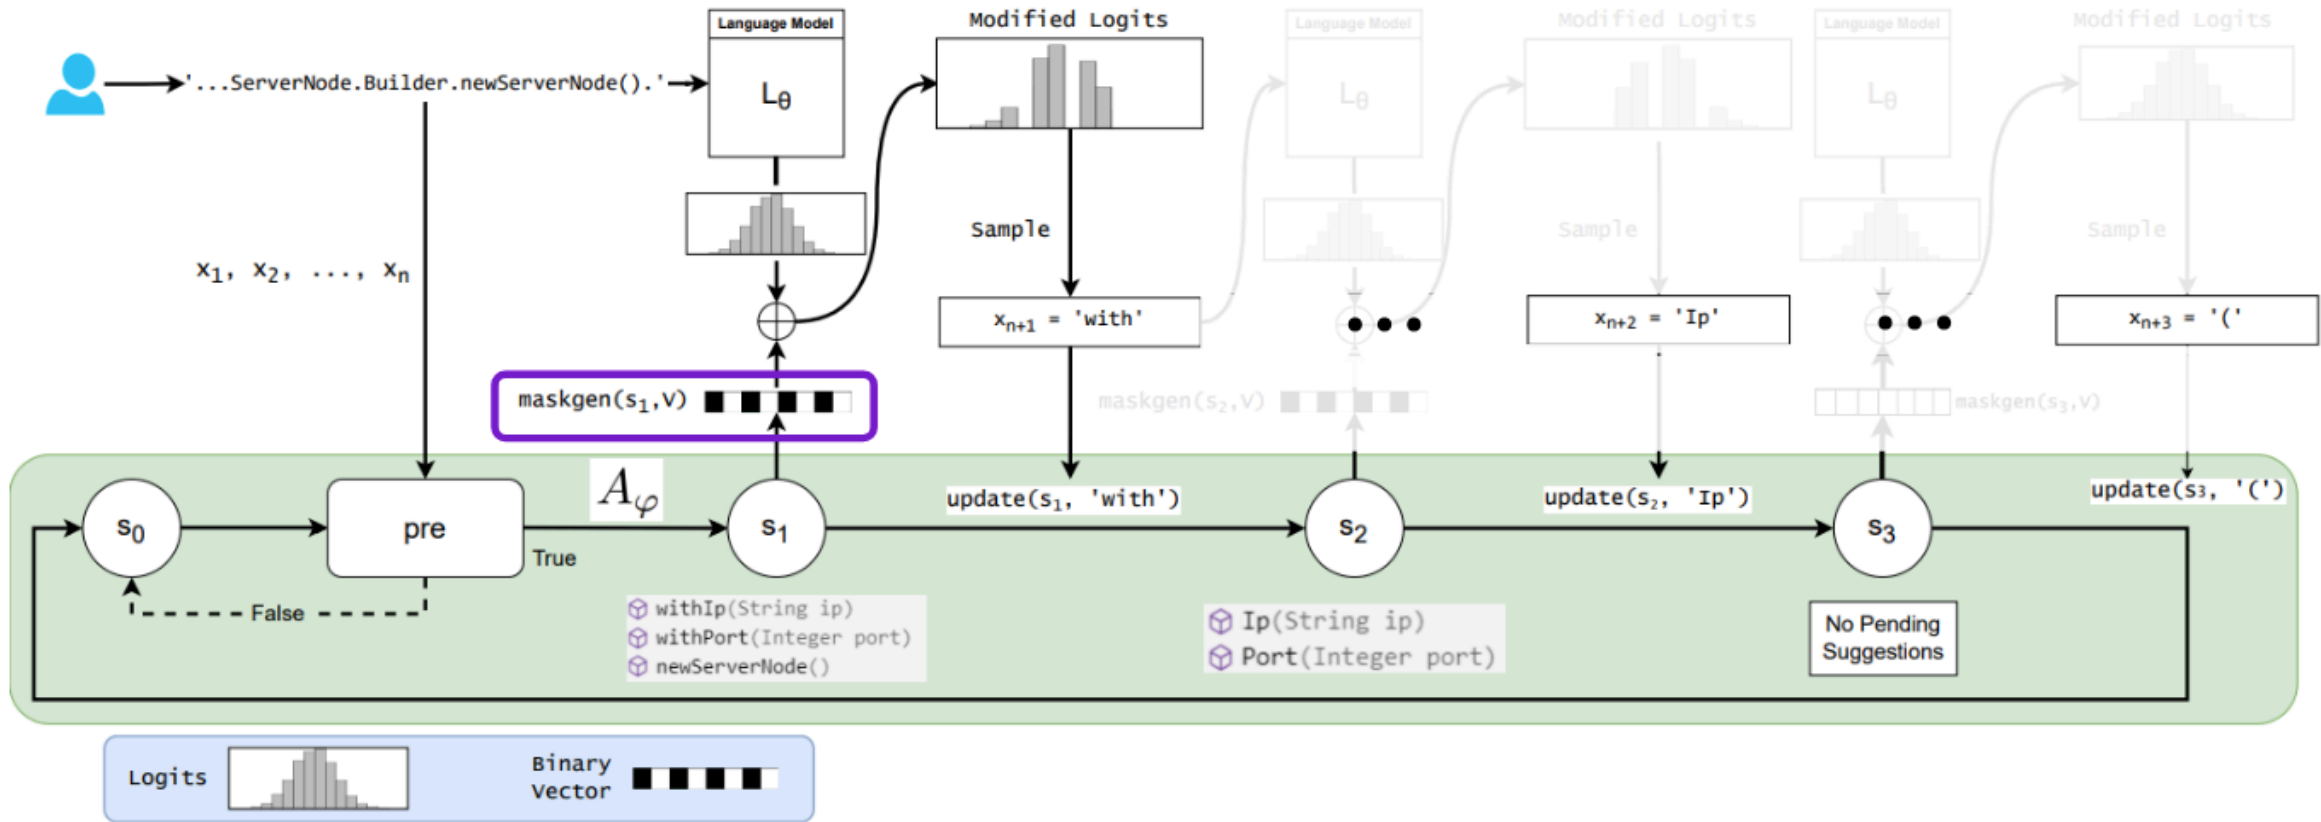 Language Model
Modified Logits
Language Model
Modified Logits
Language Model
Modified Logits
'...ServerNode.Builder.newServerNode().'
Lθ
Lθ
Lθ
Sample
Sample
Sample
x1, x2, ..., xn
xn+1 = 'with'
xn+2 = 'Ip'
xn+3 = '('
maskgen(s1,V)
maskgen(s2,V)
maskgen(s3,V)
Aφ
update(s1, 'with')
update(s2, 'Ip')
update(s3, '(')
s0
pre
s1
s2
s3
True
False
withIp(String ip)
withPort(Integer port)
newServerNode()
Ip(String ip)
Port(Integer port)
No Pending
Suggestions
Logits
Binary
Vector